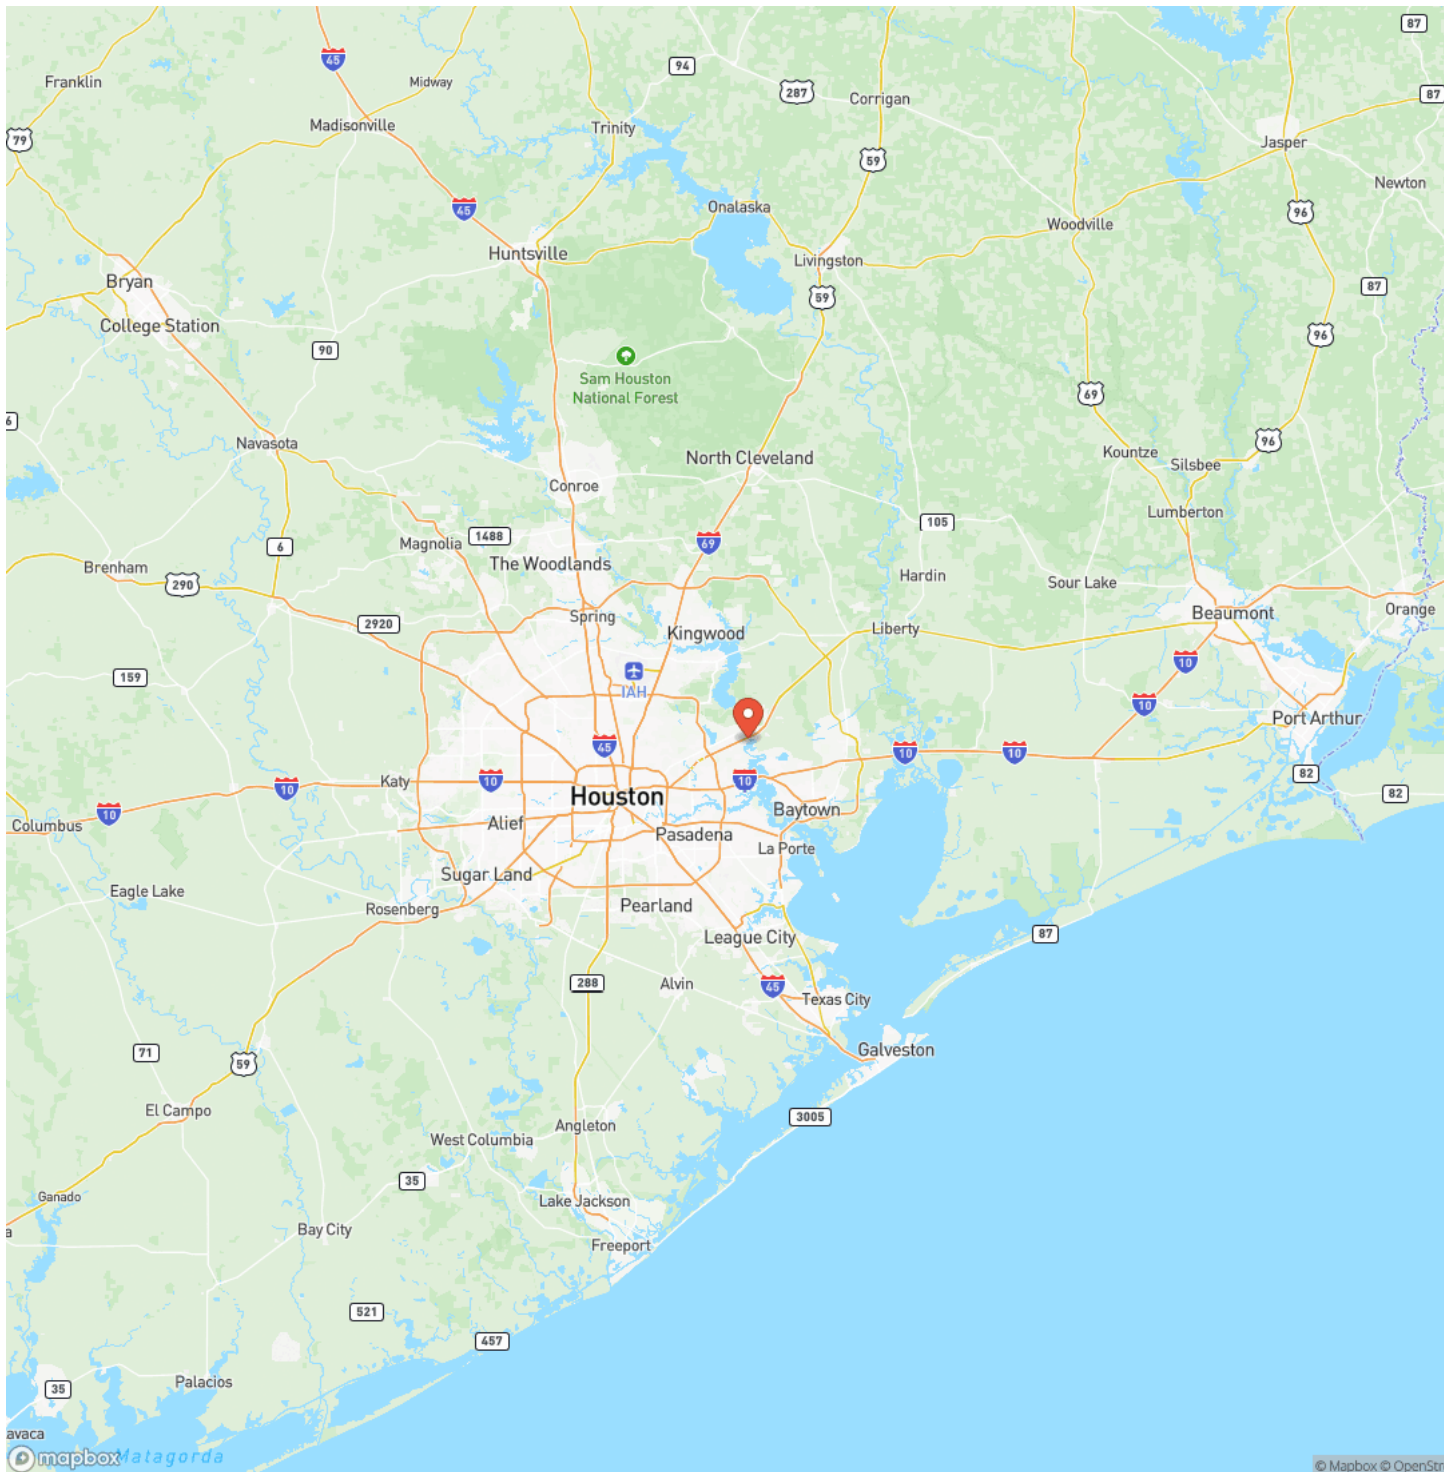 87
45
94
Franklin
Midway
287
87
Corrigan
Madisonville
Trinity
79
Jasper
59
Newton
45
Onalaska
96
Woodville
Huntsville
Livingston
Bryan
87
59
College Station
96
90
Sam Houston
National Forest
69
6
Navasota
96
Kountze
North Cleveland
Silsbee
Conroe
Lumberton
105
1488
Magnolia
69
6
The Woodlands
Brenham
290
Hardin
Sour Lake
Orange
Beaumont
Spring
2920
Kingwood
Liberty
10
159
IAH
10
Port Arthur
45
10
10
82
Katy
10
10
10
82
Houston
10
Baytown
Columbus
Alief
Pasadena
La Porte
Sugar Land
Eagle Lake
Rosenberg
Pearland
87
League City
288
Alvin
45
Texas City
71
Galveston
59
El Campo
3005
Angleton
West Columbia
35
Ganado
Lake Jackson
a
Bay City
Freeport
521
457
Palacios
35
avaca
mapbox
Matagorda
© Mapbox © OpenStr